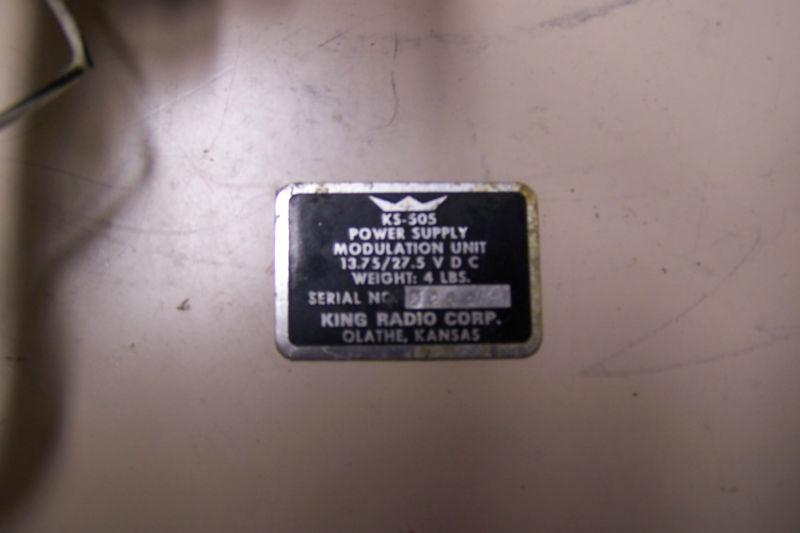 KS-505
POWER SUPPLY
MODULATION UNIT
13.75/27.5 V D C
WEIGHT: 4 LBS.
SERIAL NO.
KING RADIO CORP.
OLATHE, KANSAS